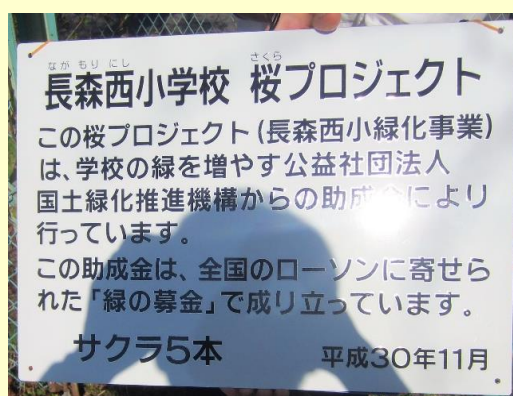 ながもりにし さくら
長森西小学校 桜プロジェクト
この桜プロジェクト(長森西小緑化事業)
は、学校の緑を増やす公益社団法人
国土緑化推進機構からの助成金により
行っています。
この助成金は、全国のローソンに寄せら
れた「緑の募金」で成り立っています。
サクラ5本 平成30年11月